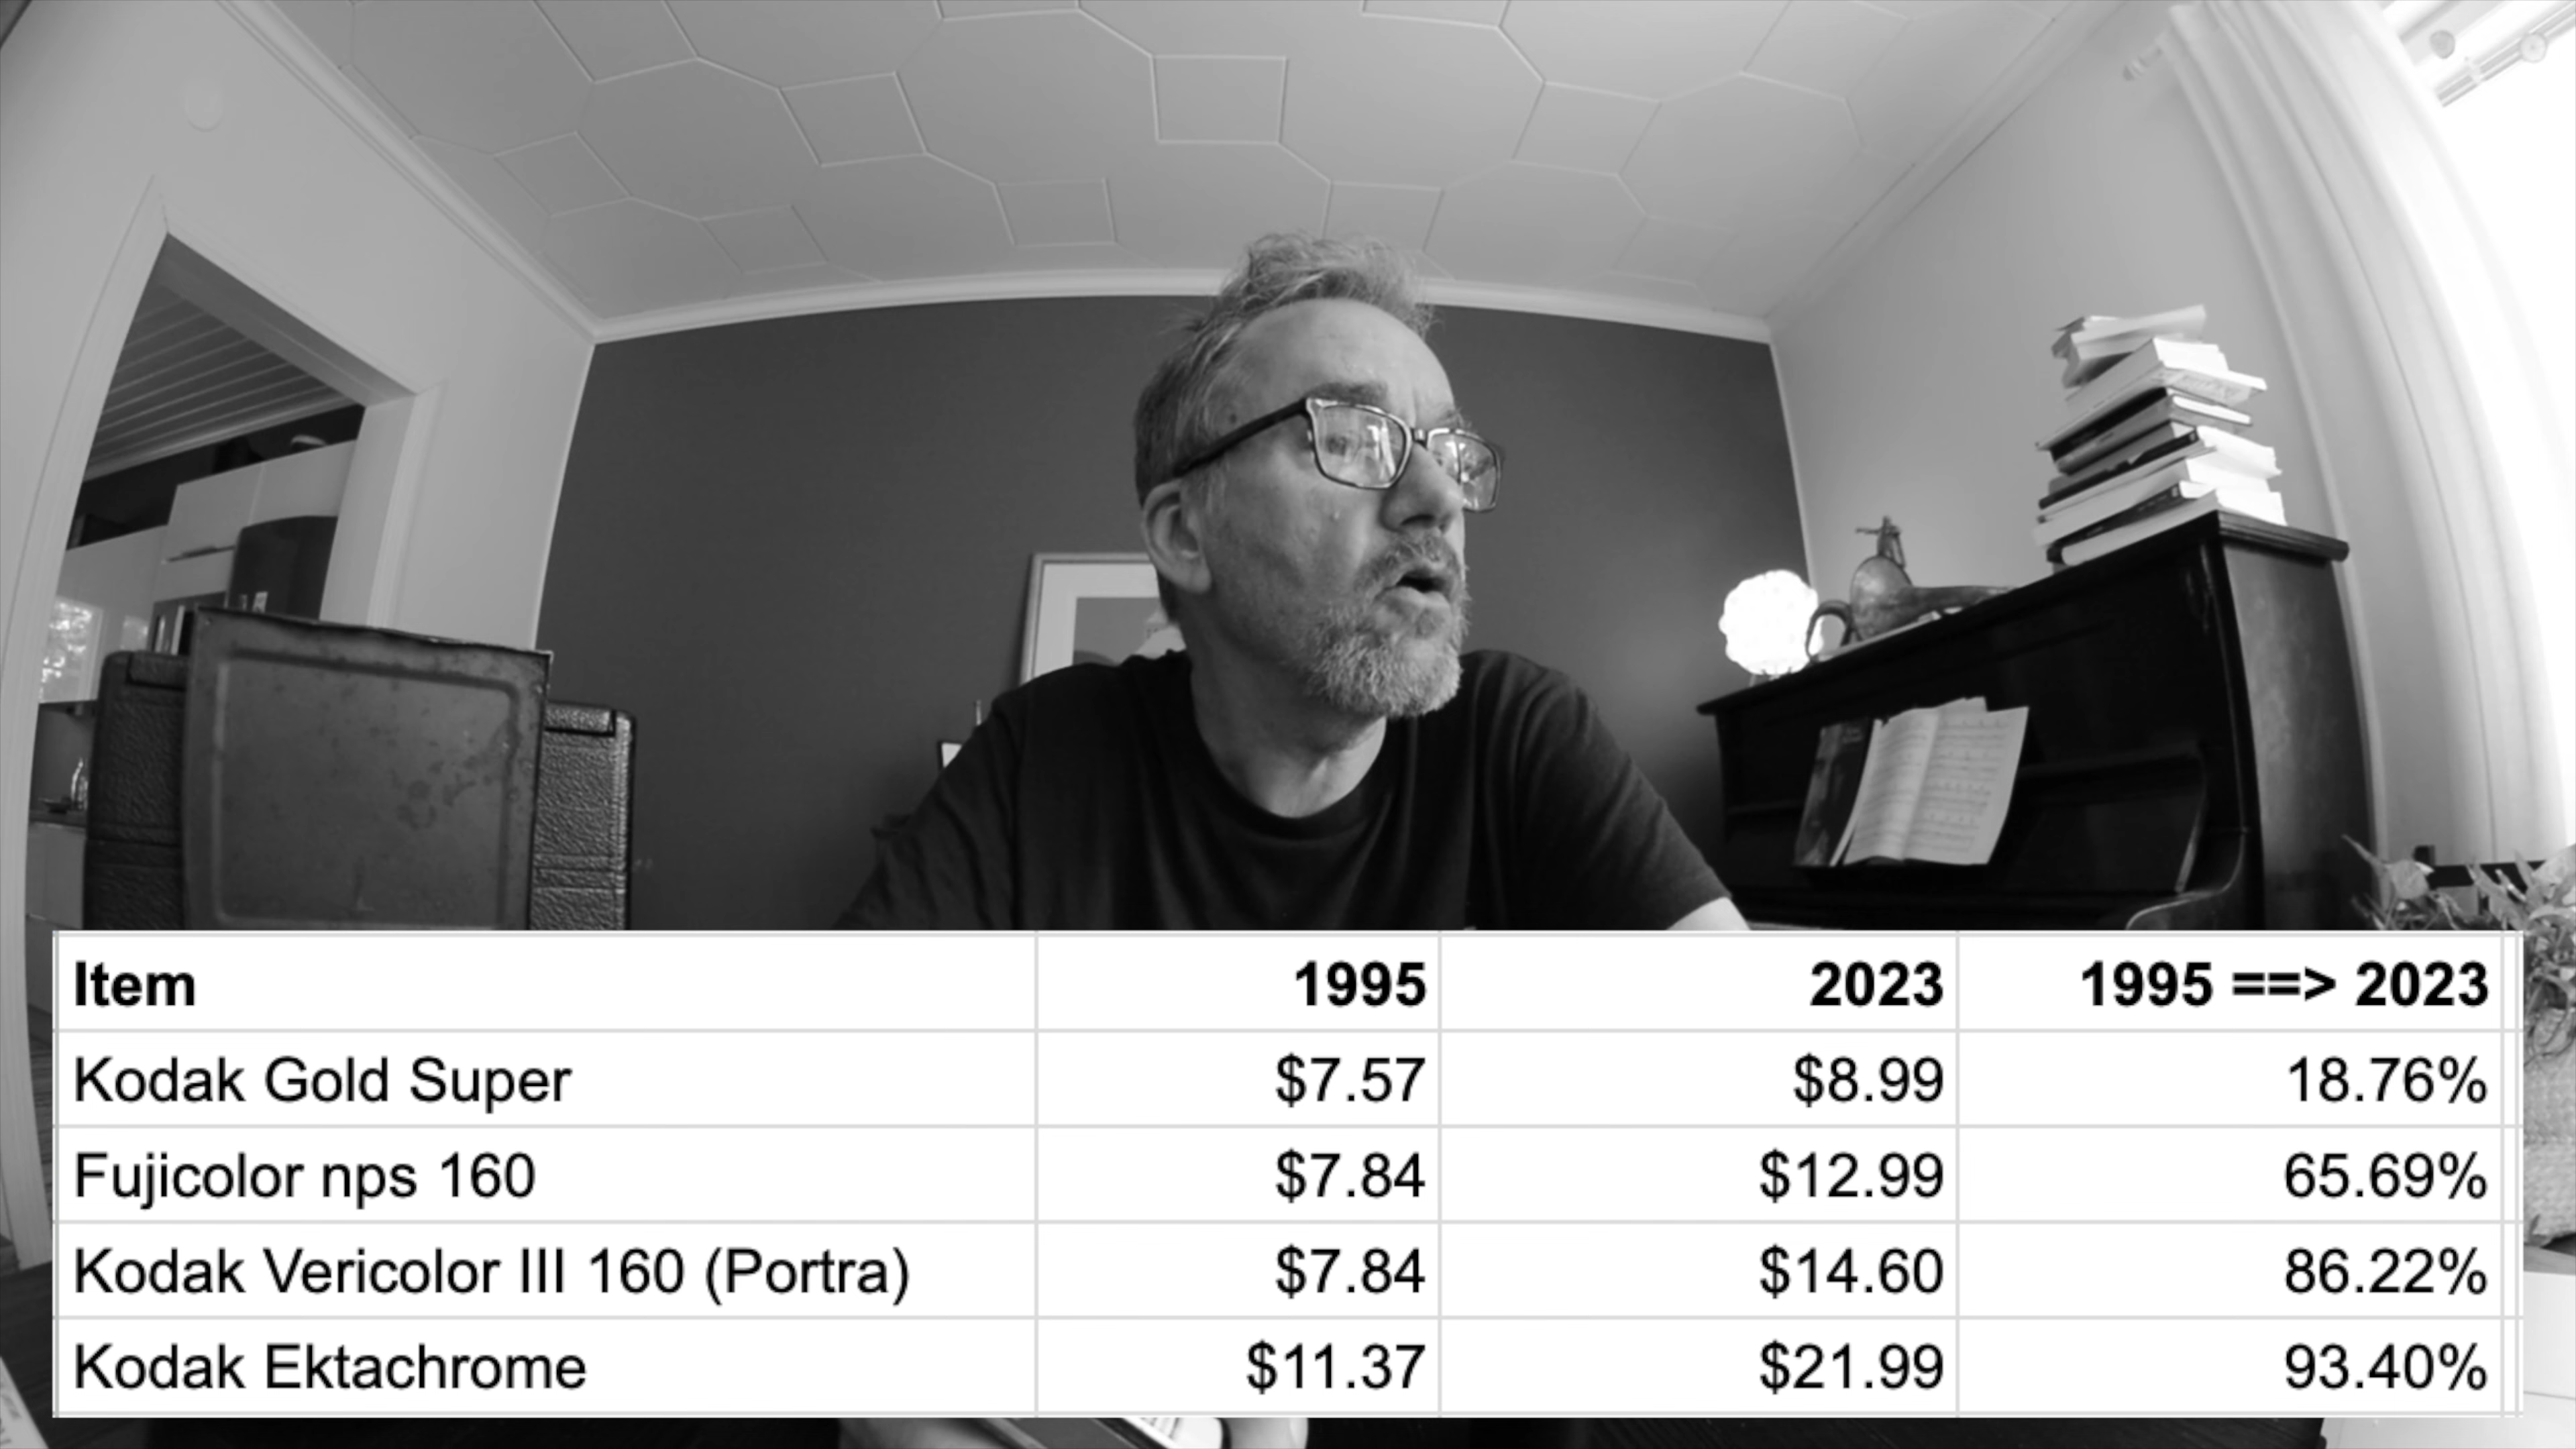 Item 1995 2023 1995 ==> 2023
Kodak Gold Super $7.57 $8.99 18.76%
Fujicolor nps 160 $7.84 $12.99 65.69%
Kodak Vericolor III 160 (Portra) $7.84 $14.60 86.22%
Kodak Ektachrome $11.37 $21.99 93.40%